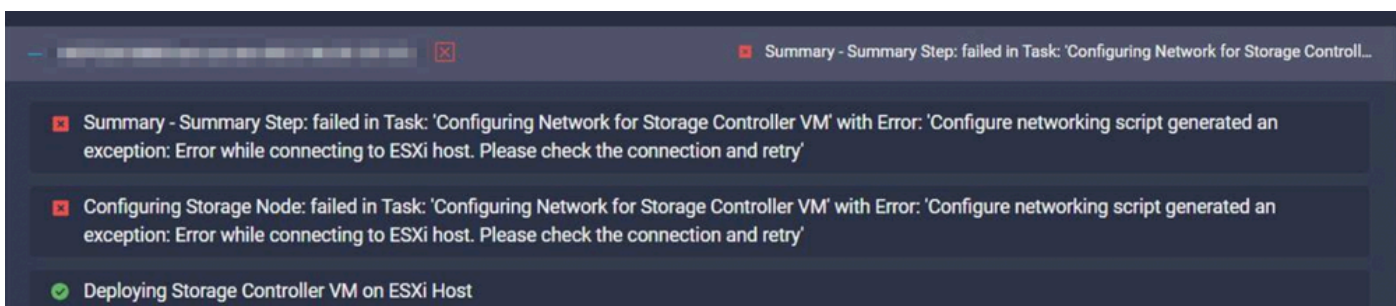 Summary - Summary Step: failed in Task: 'Configuring Network for Storage Controll...
Summary - Summary Step: failed in Task: 'Configuring Network for Storage Controller VM' with Error: 'Configure networking script generated an
exception: Error while connecting to ESXi host. Please check the connection and retry'
Configuring Storage Node: failed in Task: 'Configuring Network for Storage Controller VM' with Error: 'Configure networking script generated an
exception: Error while connecting to ESXi host. Please check the connection and retry'
Deploying Storage Controller VM on ESXi Host